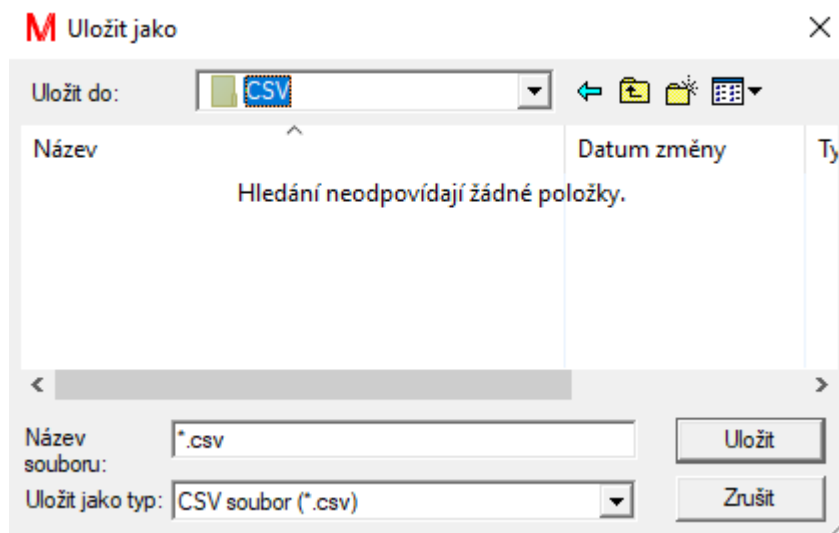 Uložit jako
Uložit do: CSV
Název Datum změny Ty
Hledání neodpovídají žádné položky.
Název souboru: *.csv Uložit
Uložit jako typ: CSV soubor (*.csv) Zrušit